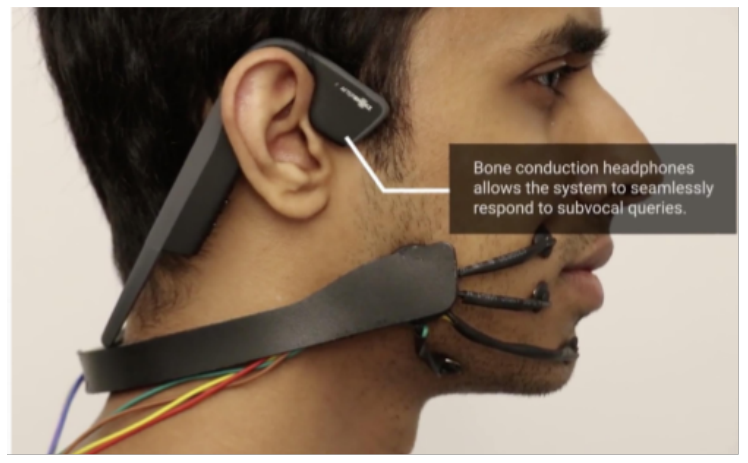 Bone conduction headphones
allows the system to seamlessly
respond to subvocal queries.